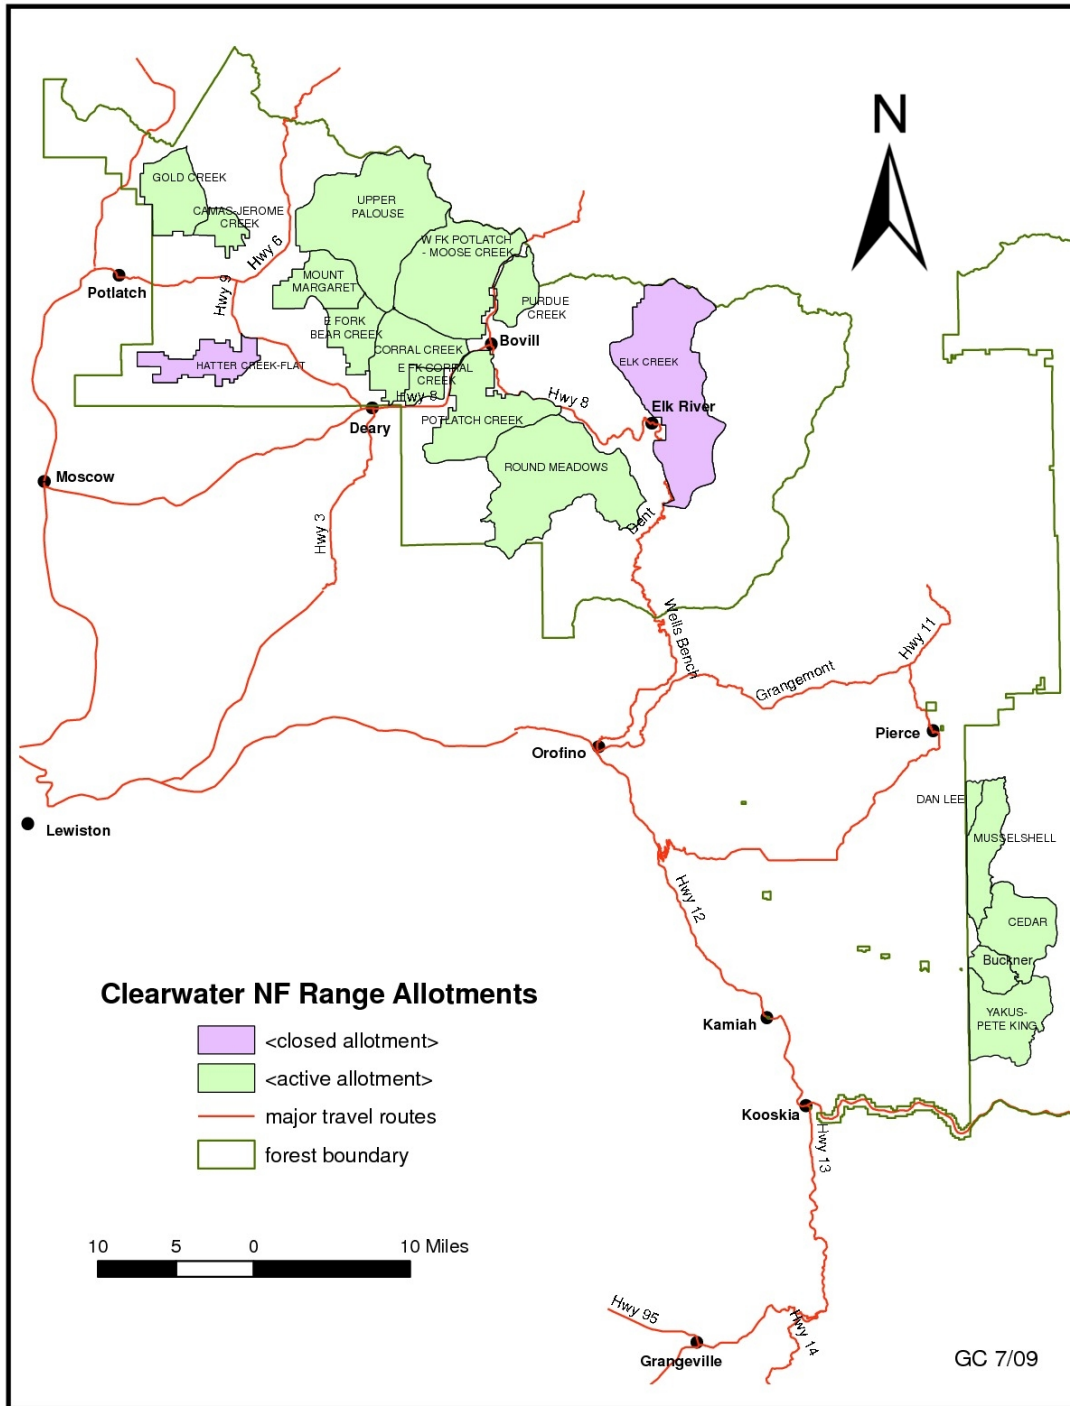 N
GOLD CREEK
CAMAS-JEROME
CREEK
UPPER
PALOUSE
W FK POTLATCH
- MOOSE CREEK
Hwy 6
MOUNT
MARGARET
Potlatch
Hwy 9
PURDUE
CREEK
E FORK
BEAR CREEK
Bovill
CORRAL CREEK
HATTER CREEK-FLAT
E FK CORRAL
CREEK
ELK CREEK
Hwy 8
Hwy 8
Elk River
Deary
POTLATCH CREEK
Moscow
ROUND MEADOWS
Hwy 3
Dent
Wells Bench
Hwy 11
Grangemont
Pierce
Orofino
DAN LEE
Lewiston
MUSSELSHELL
Hwy 12
CEDAR
Buckner
Clearwater NF Range Allotments
YAKUS-
PETE KING
Kamiah
<closed allotment>
<active allotment>
major travel routes
Kooskia
forest boundary
Hwy 13
10 5 0 10 Miles
Hwy 95
Hwy 14
Grangeville
GC 7/09